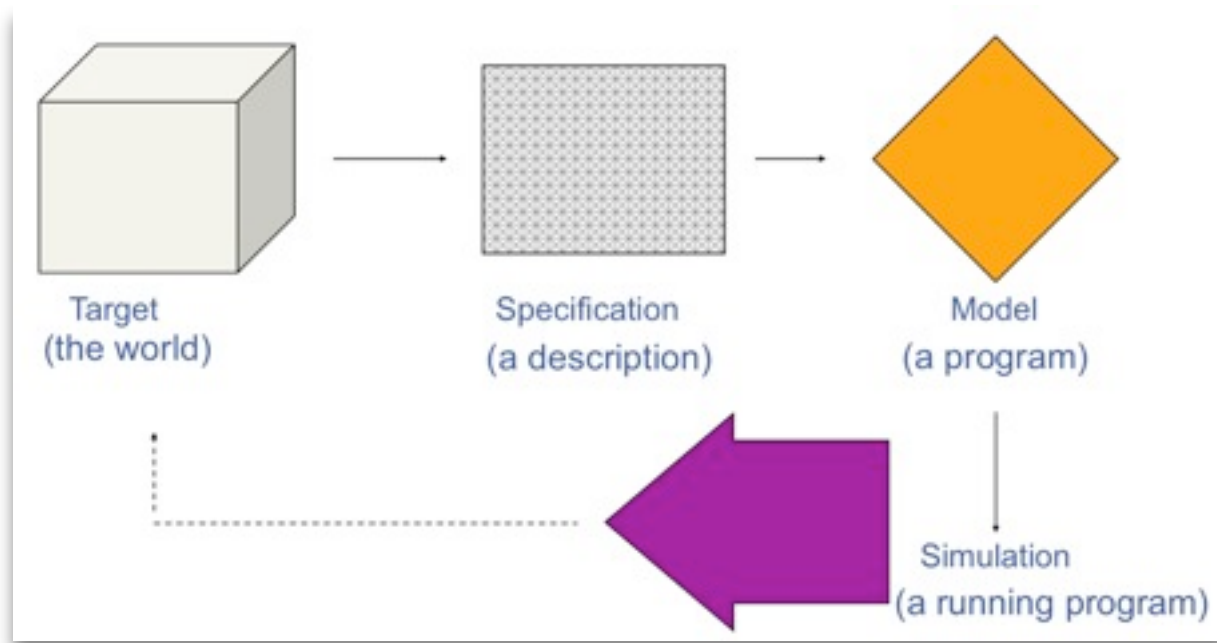 Target
(the world)
Specification
(a description)
Model
(a program)
Simulation
(a running program)